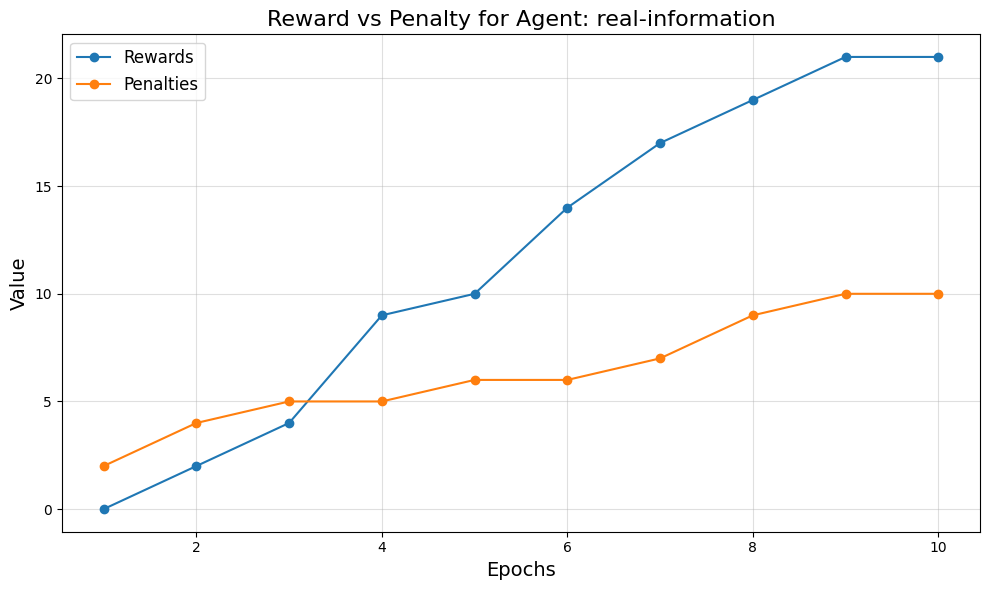 Reward vs Penalty for Agent: real-information
Rewards
Penalties
20
15
10
5
0
Value
2
4
6
8
10
Epochs